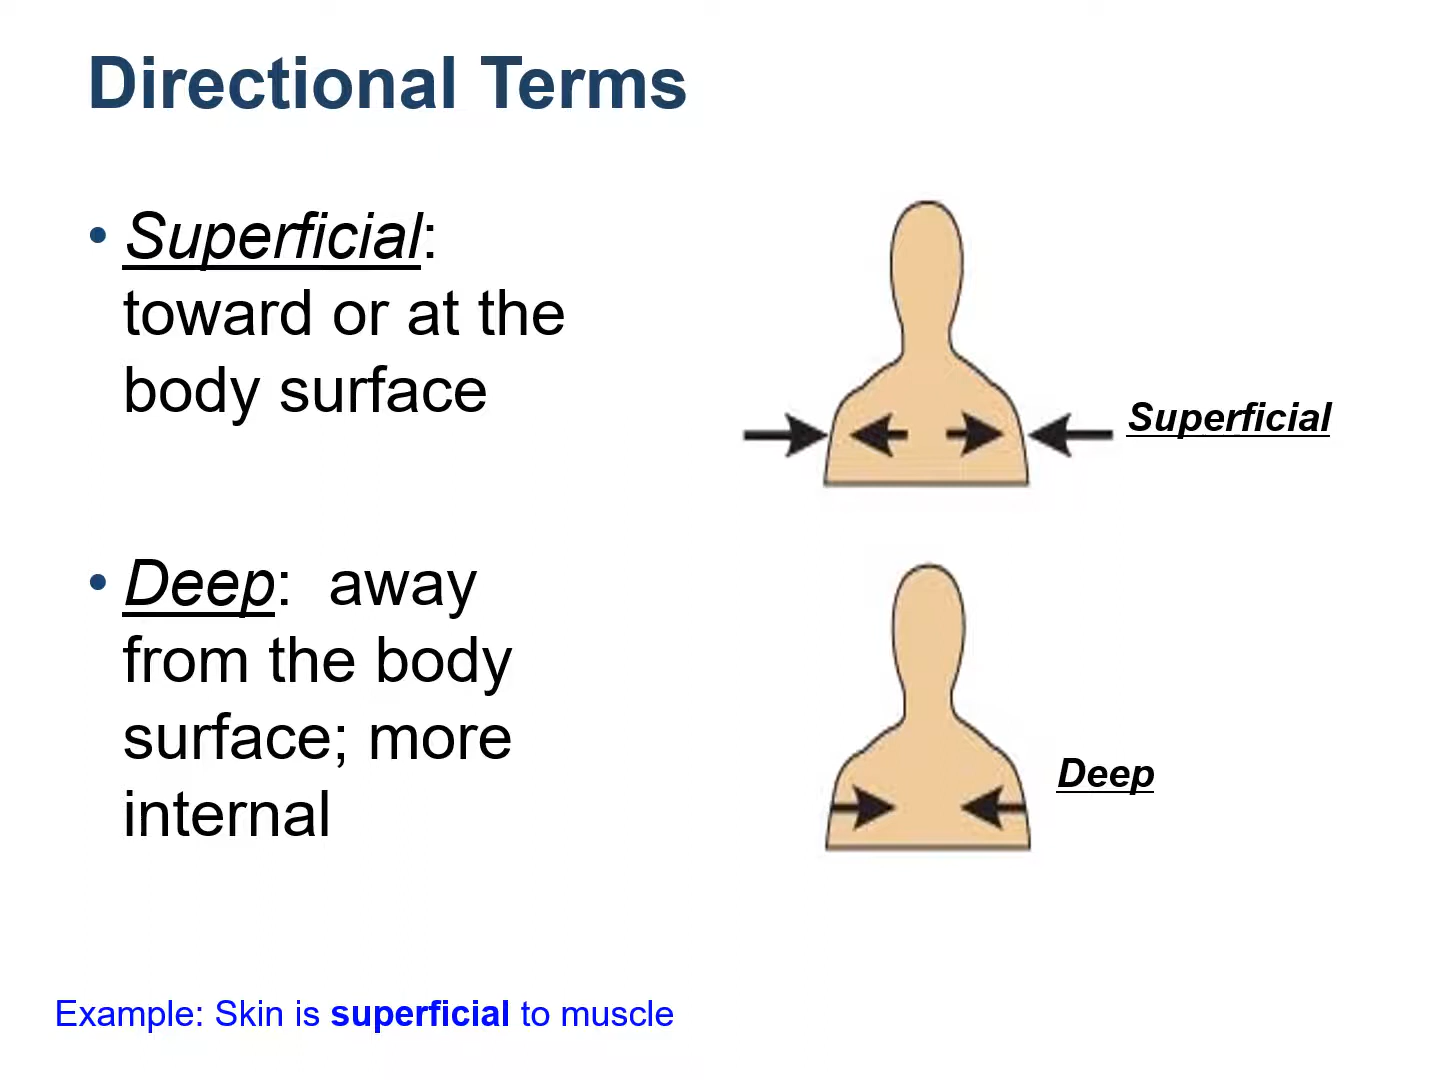 Directional Terms
• Superficial:
toward or at the
body surface
Superficial
• Deep:  away
from the body
surface; more
internal
Deep
Example: Skin is superficial to muscle